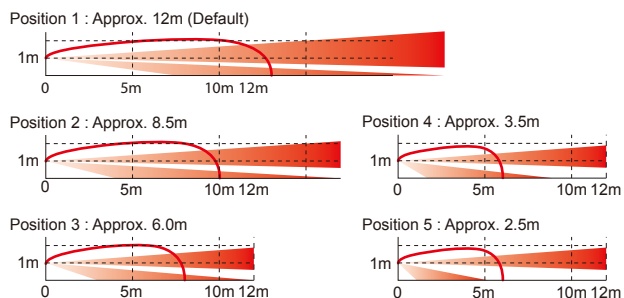 Position 1 : Approx. 12m (Default)
1m
0 5m 10m 12m
Position 2 : Approx. 8.5m
1m
0 5m 10m 12m
Position 4 : Approx. 3.5m
1m
0 5m 10m 12m
Position 3 : Approx. 6.0m
1m
0 5m 10m 12m
Position 5 : Approx. 2.5m
1m
0 5m 10m 12m